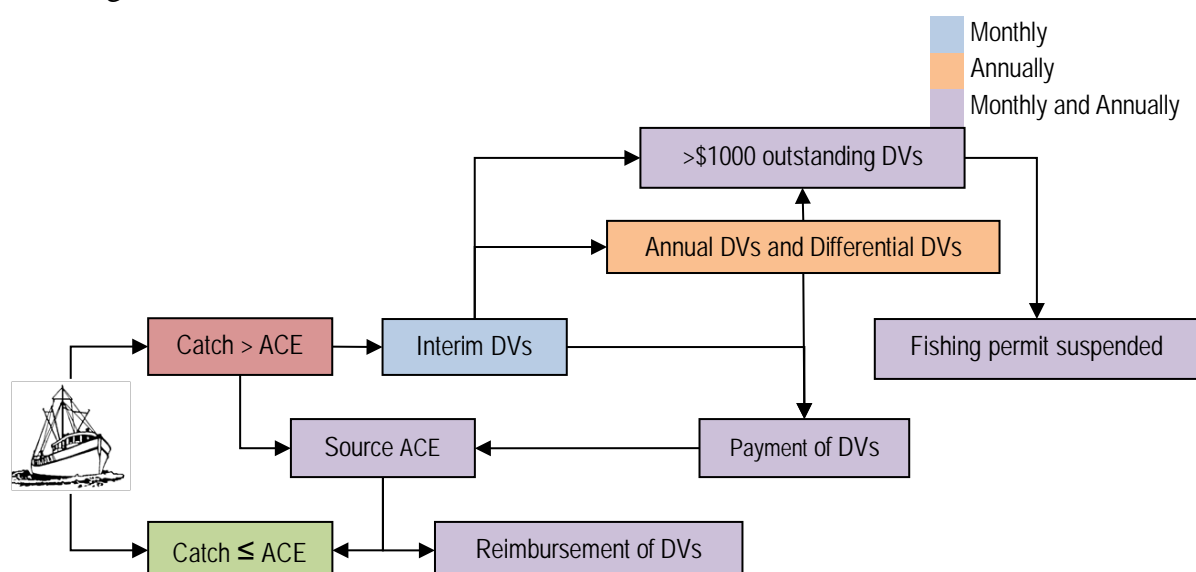 Monthly
Annually
Monthly and Annually
>$1000 outstanding DVs
Annual DVs and Differential DVs
Catch > ACE
Interim DVs
Fishing permit suspended
Source ACE
Payment of DVs
Catch ≤ ACE
Reimbursement of DVs